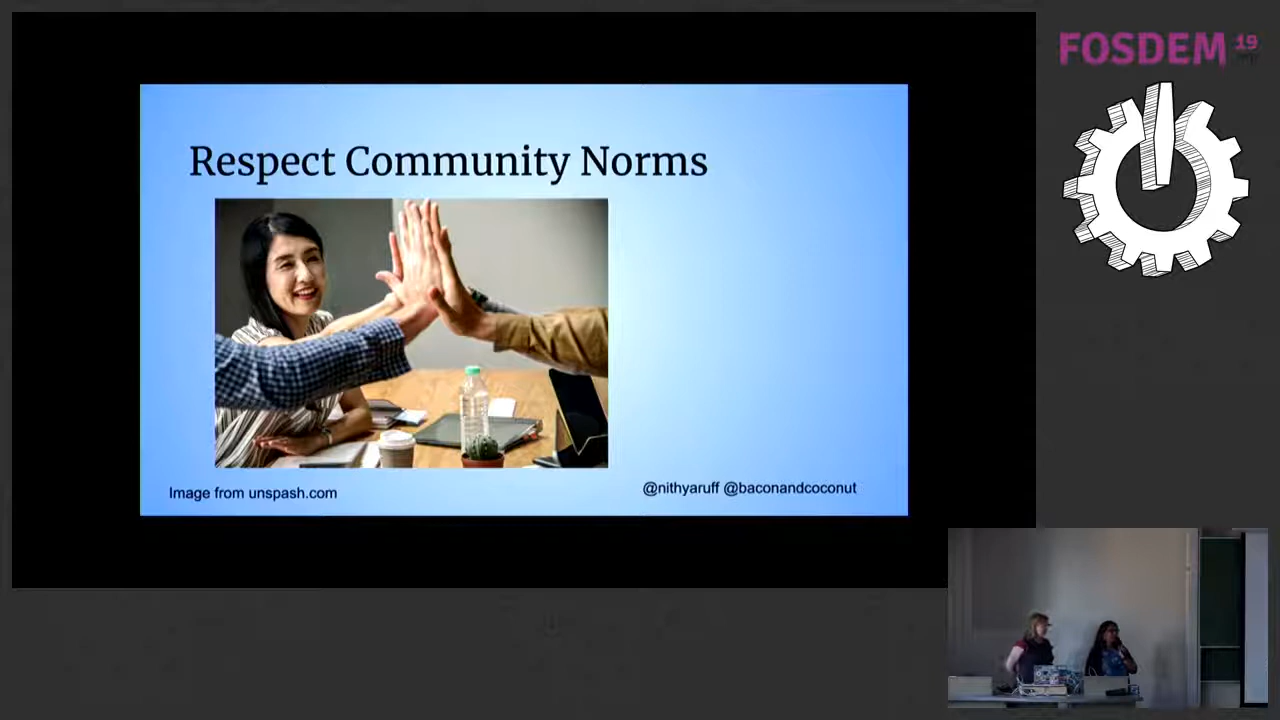 Respect Community Norms
Image from unspash.com
@nithyaruff @baconandcoconut
FOSDEM 19